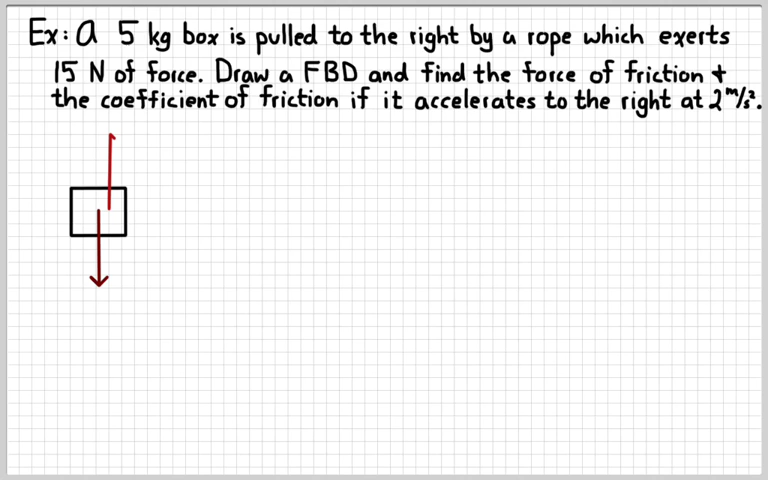 Ex: A 5 kg box is pulled to the right by a rope which exerts
15 N of force. Draw a FBD and find the force of friction +
the coefficient of friction if it accelerates to the right at 2 m/s².